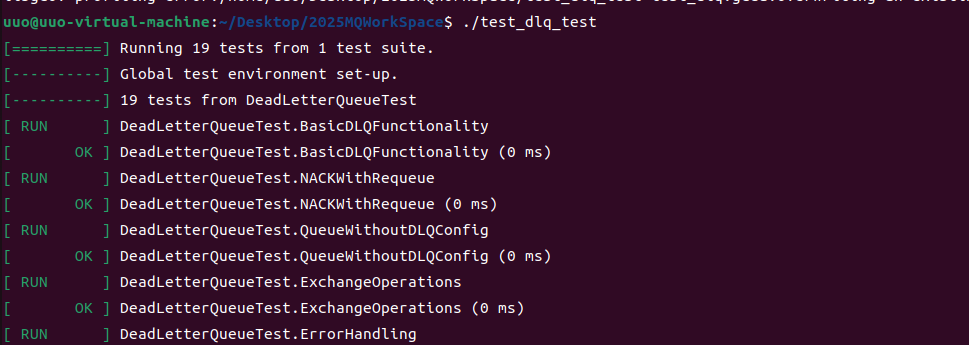 uuo@uuo-virtual-machine:~/Desktop/2025MQWorkSpace$ ./test_dlq_test
[==========] Running 19 tests from 1 test suite.
[----------] Global test environment set-up.
[----------] 19 tests from DeadLetterQueueTest
[ RUN      ] DeadLetterQueueTest.BasicDLQFunctionality
[       OK ] DeadLetterQueueTest.BasicDLQFunctionality (0 ms)
[ RUN      ] DeadLetterQueueTest.NACKWithRequeue
[       OK ] DeadLetterQueueTest.NACKWithRequeue (0 ms)
[ RUN      ] DeadLetterQueueTest.QueueWithoutDLQConfig
[       OK ] DeadLetterQueueTest.QueueWithoutDLQConfig (0 ms)
[ RUN      ] DeadLetterQueueTest.ExchangeOperations
[       OK ] DeadLetterQueueTest.ExchangeOperations (0 ms)
[ RUN      ] DeadLetterQueueTest.ErrorHandling